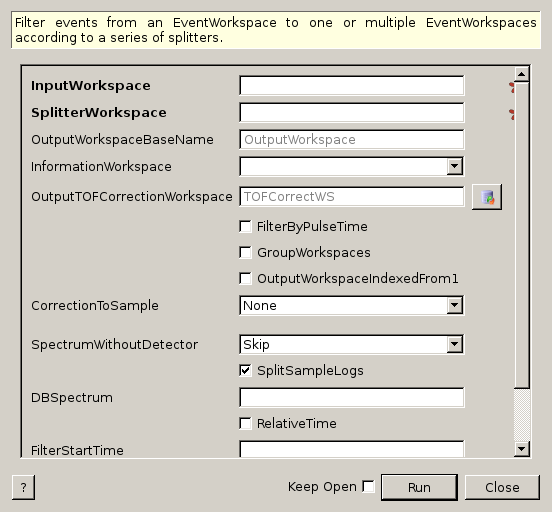 Filter events from an EventWorkspace to one or multiple EventWorkspaces
according to a series of splitters.
InputWorkspace
SplitterWorkspace
OutputWorkspaceBaseName OutputWorkspace
InformationWorkspace
OutputTOFCorrectionWorkspace TOFCorrectWS
FilterByPulseTime
GroupWorkspaces
OutputWorkspaceIndexedFrom1
CorrectionToSample None
SpectrumWithoutDetector Skip
SplitSampleLogs
DBSpectrum
RelativeTime
FilterStartTime
? Keep Open Run Close